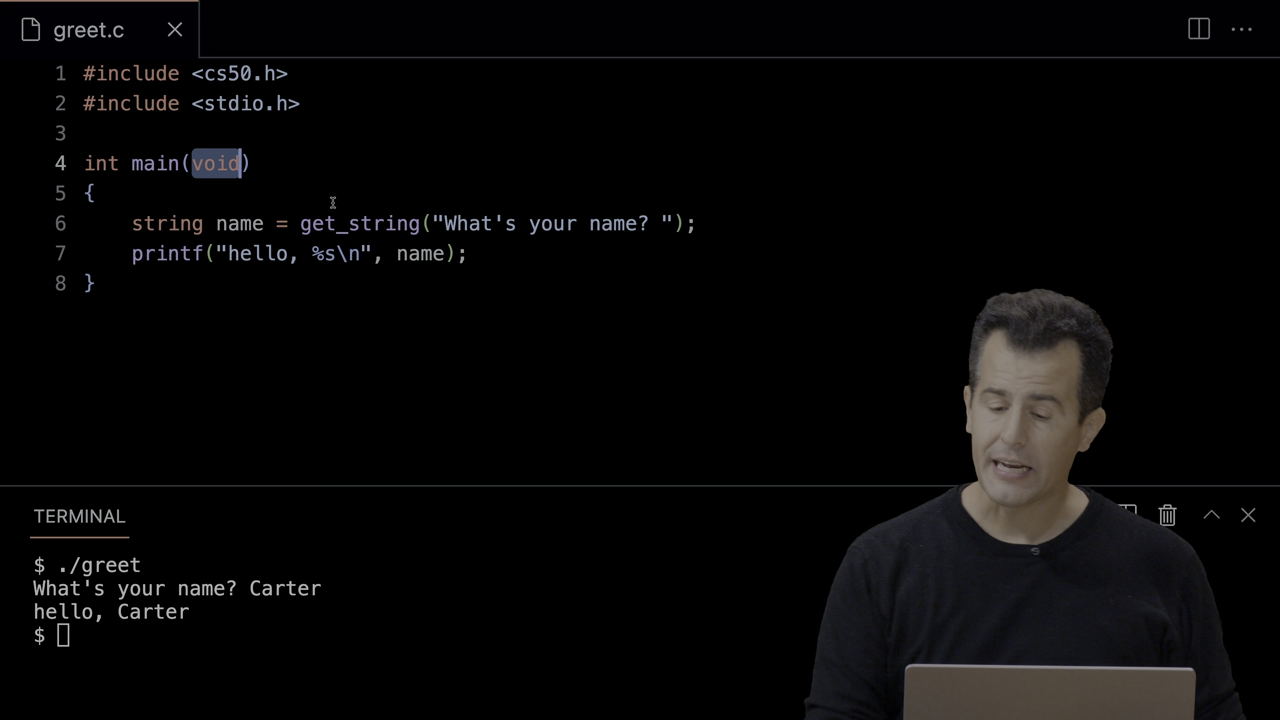 greet.c
1 #include <cs50.h>
2 #include <stdio.h>
3
4 int main(void)
5 {
6     string name = get_string("What's your name? ");
7     printf("hello, %s\n", name);
8 }
TERMINAL
$ ./greet
What's your name? Carter
hello, Carter
$